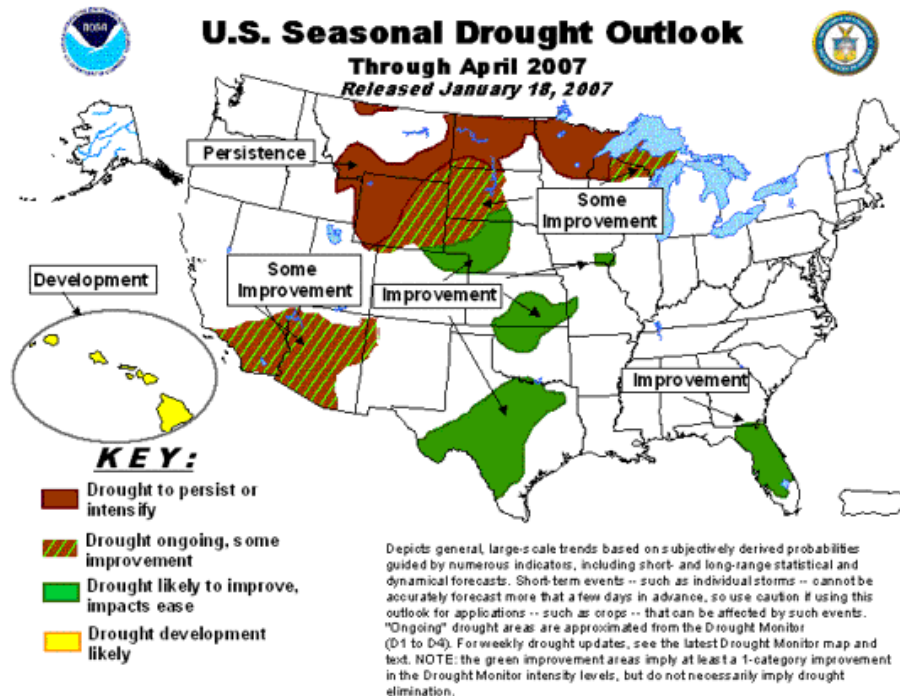 NOAA
U.S. Seasonal Drought Outlook
Through April 2007
Released January 18, 2007
Persistence
Some
Improvement
Development
Some
Improvement
Improvement
Improvement
KEY:
Drought to persist or
intensify
Drought ongoing, some
improvement
Drought likely to improve,
impacts ease
Drought development
likely
Depicts general, large-scale trends based on subjectively derived probabilities
guided by numerous indicators, including short- and long-range statistical and
dynamical forecasts. Short-term events -- such as individual storms -- cannot be
accurately forecast more that a few days in advance, so use caution if using this
outlook for applications -- such as crops -- that can be affected by such events.
"Ongoing" drought areas are approximated from the Drought Monitor
(D1 to D4). For weekly drought updates, see the latest Drought Monitor map and
text. NOTE: the green improvement areas imply at least a 1-category improvement
in the Drought Monitor intensity levels, but do not necessarily imply drought
elimination.